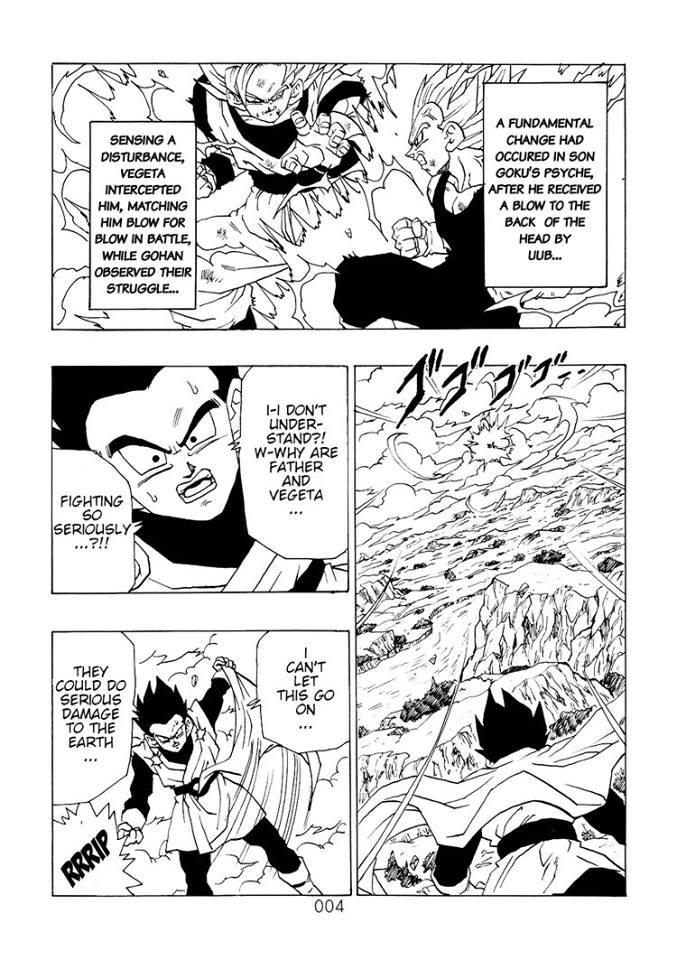 SENSING A
DISTURBANCE,
VEGETA
INTERCEPTED
HIM, MATCHING
HIM BLOW FOR
BLOW IN BATTLE,
WHILE GOHAN
OBSERVED THEIR
STRUGGLE...
A FUNDAMENTAL
CHANGE HAD
OCCURED IN SON
GOKU'S PSYCHE,
AFTER HE RECEIVED
A BLOW TO THE
BACK OF THE
HEAD BY
UUB...
I-I DON'T
UNDER-
STAND?!
W-WHY ARE
FATHER
AND
VEGETA
...
FIGHTING
SO
SERIOUSLY
...?!!
ゴゴゴゴ...
I
CAN'T
LET
THIS GO
ON
...
THEY
COULD DO
SERIOUS
DAMAGE
TO THE
EARTH
...
RRRIP
004